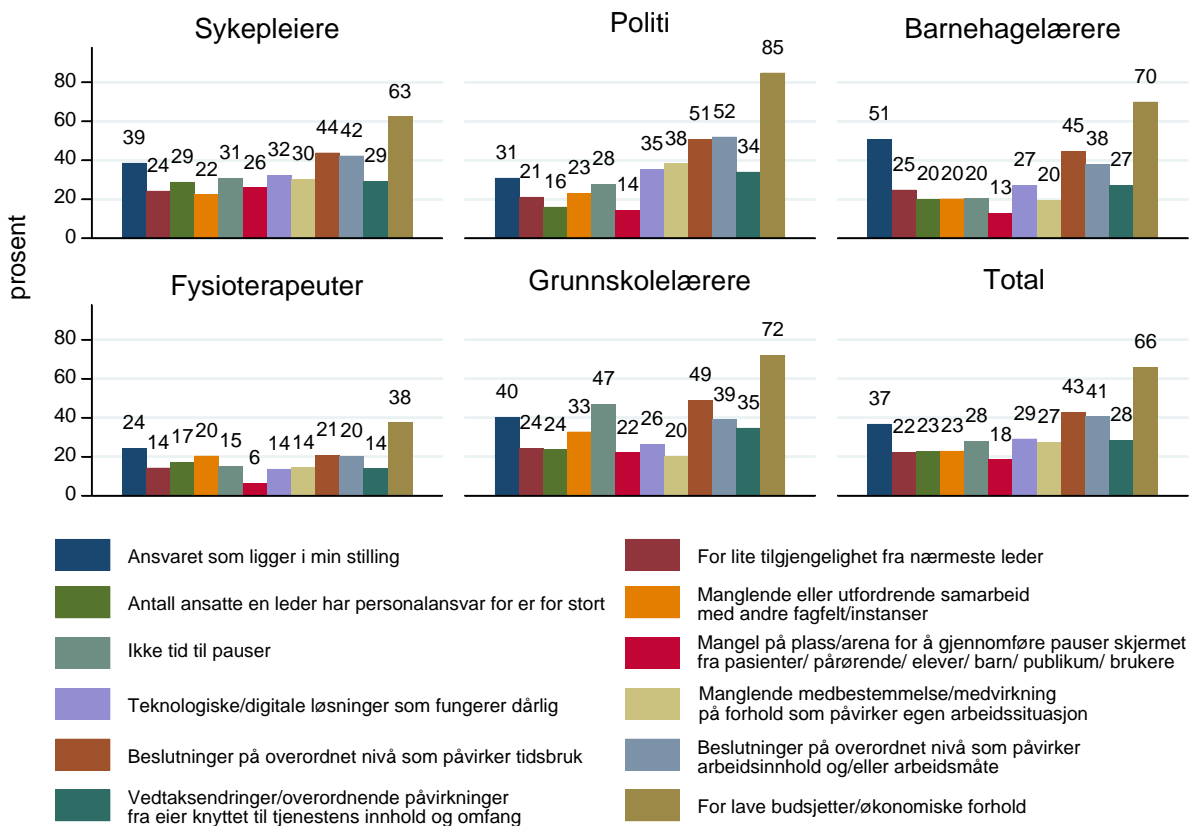 Sykepleiere
Politi
Barnehagelærere
prosent
80
60
40
20
0
39 24 29 22 31 26 32 30 44 42 29 63
31 21 16 23 28 14 35 38 51 52 34 85
51 25 20 20 20 13 27 20 45 38 27 70
Fysioterapeuter
Grunnskolelærere
Total
80
60
40
20
0
24 14 17 20 15 6 14 14 21 20 14 38
40 24 24 33 47 22 26 20 49 39 35 72
37 22 23 23 28 18 29 27 43 41 28 66
Ansvaret som ligger i min stilling
For lite tilgjengelighet fra nærmeste leder
Antall ansatte en leder har personalansvar for er for stort
Manglende eller utfordrende samarbeid
med andre fagfelt/instanser
Ikke tid til pauser
Mangel på plass/arena for å gjennomføre pauser skjermet
fra pasienter/ pårørende/ elever/ barn/ publikum/ brukere
Teknologiske/digitale løsninger som fungerer dårlig
Manglende medbestemmelse/medvirkning
på forhold som påvirker egen arbeidssituasjon
Beslutninger på overordnet nivå som påvirker tidsbruk
Beslutninger på overordnet nivå som påvirker
arbeidsinnhold og/eller arbeidsmåte
Vedtaksendringer/overordnende påvirkninger
fra eier knyttet til tjenestens innhold og omfang
For lave budsjetter/økonomiske forhold